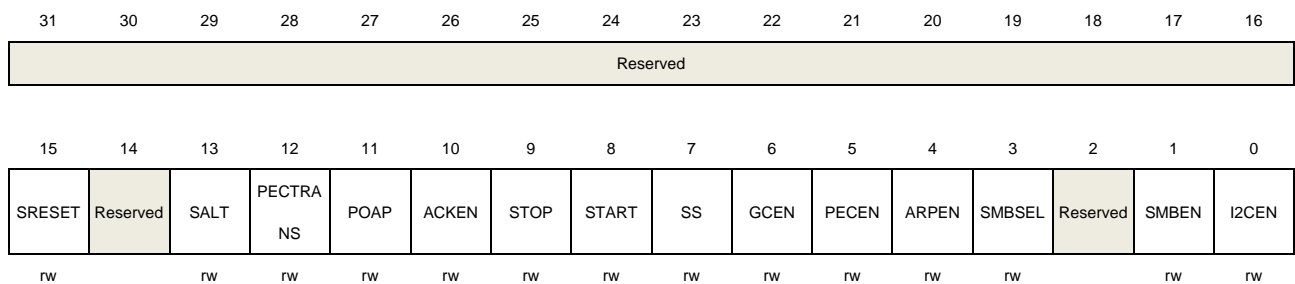 31 30 29 28 27 26 25 24 23 22 21 20 19 18 17 16
Reserved
15 14 13 12 11 10 9 8 7 6 5 4 3 2 1 0
SRESET Reserved SALT PECTRA NS POAP ACKEN STOP START SS GCEN PECEN ARPEN SMBSEL Reserved SMBEN I2CEN
rw rw rw rw rw rw rw rw rw rw rw rw rw rw